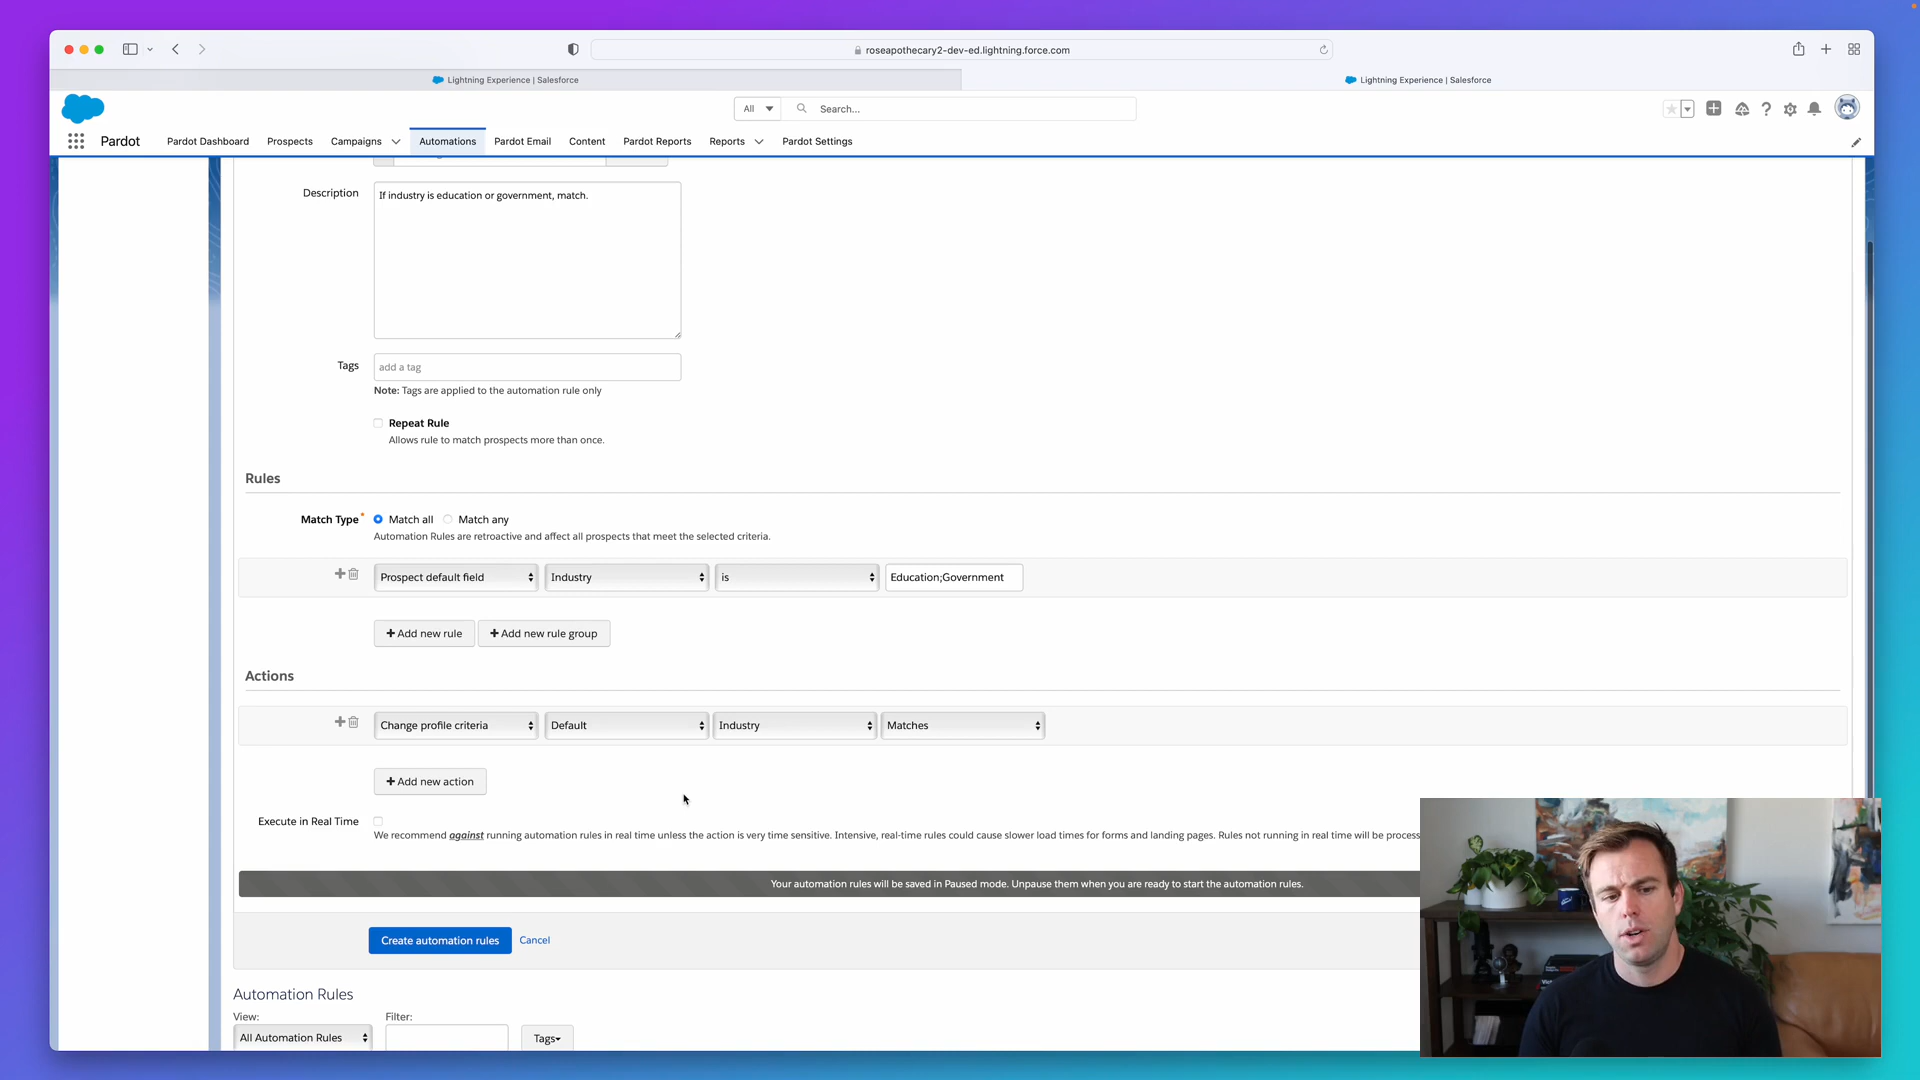 roseapothecary2-dev-ed.lightning.force.com
Lightning Experience | Salesforce
Lightning Experience | Salesforce
All
Search...
Pardot
Pardot Dashboard
Prospects
Campaigns
Automations
Pardot Email
Content
Pardot Reports
Reports
Pardot Settings
Description
If industry is education or government, match.
Tags
add a tag
Note: Tags are applied to the automation rule only
Repeat Rule
Allows rule to match prospects more than once.
Rules
Match Type*
Match all
Match any
Automation Rules are retroactive and affect all prospects that meet the selected criteria.
Prospect default field
Industry
is
Education;Government
+ Add new rule
+ Add new rule group
Actions
Change profile criteria
Default
Industry
Matches
+ Add new action
Execute in Real Time
We recommend against running automation rules in real time unless the action is very time sensitive. Intensive, real-time rules could cause slower load times for forms and landing pages. Rules not running in real time will be process
Your automation rules will be saved in Paused mode. Unpause them when you are ready to start the automation rules.
Create automation rules
Cancel
Automation Rules
View:
Filter:
All Automation Rules
Tags